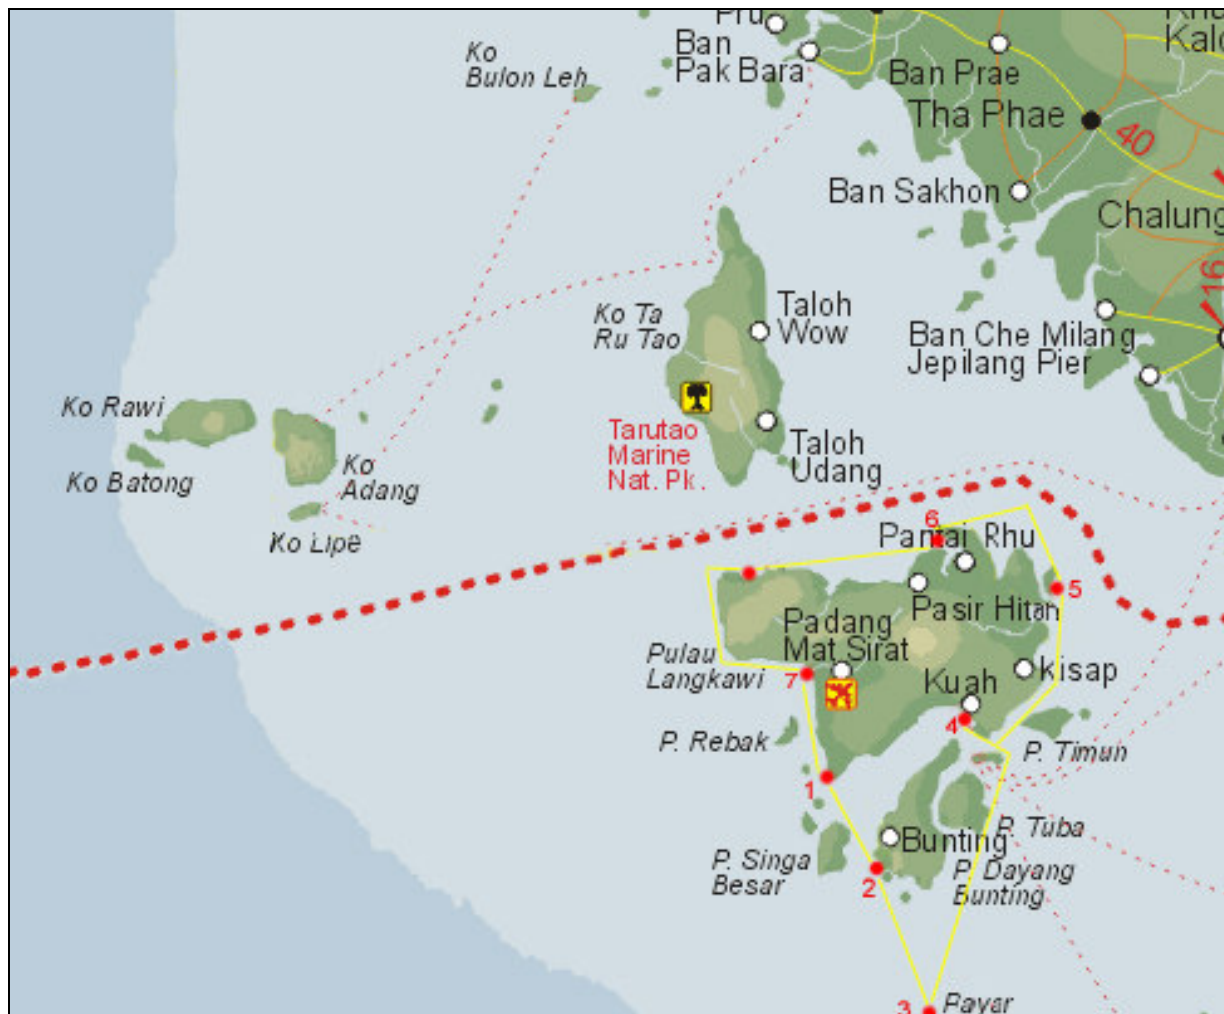 Pru
Ban
Pak Bara
Ko
Bulon Leh
Ban Prae
Tha Phae
40
Ban Sakhon
Chalung
16
Ko Ta
Ru Tao
Taloh
Wow
Ban Che Milang
Jepilang Pier
Ko Rawi
Tarutao
Marine
Nat. Pk.
Taloh
Udang
Ko Batong
Ko
Adang
Ko Lipe
6
Pantai Rhu
5
Pasir Hitan
Padang
Mat Sirat
Pulau
Langkawi
7
Kuah
kisap
4
P. Rebak
P. Timun
1
Bunting
P. Tuba
P. Singa
Besar
2
P. Dayang
Bunting
3
Payar